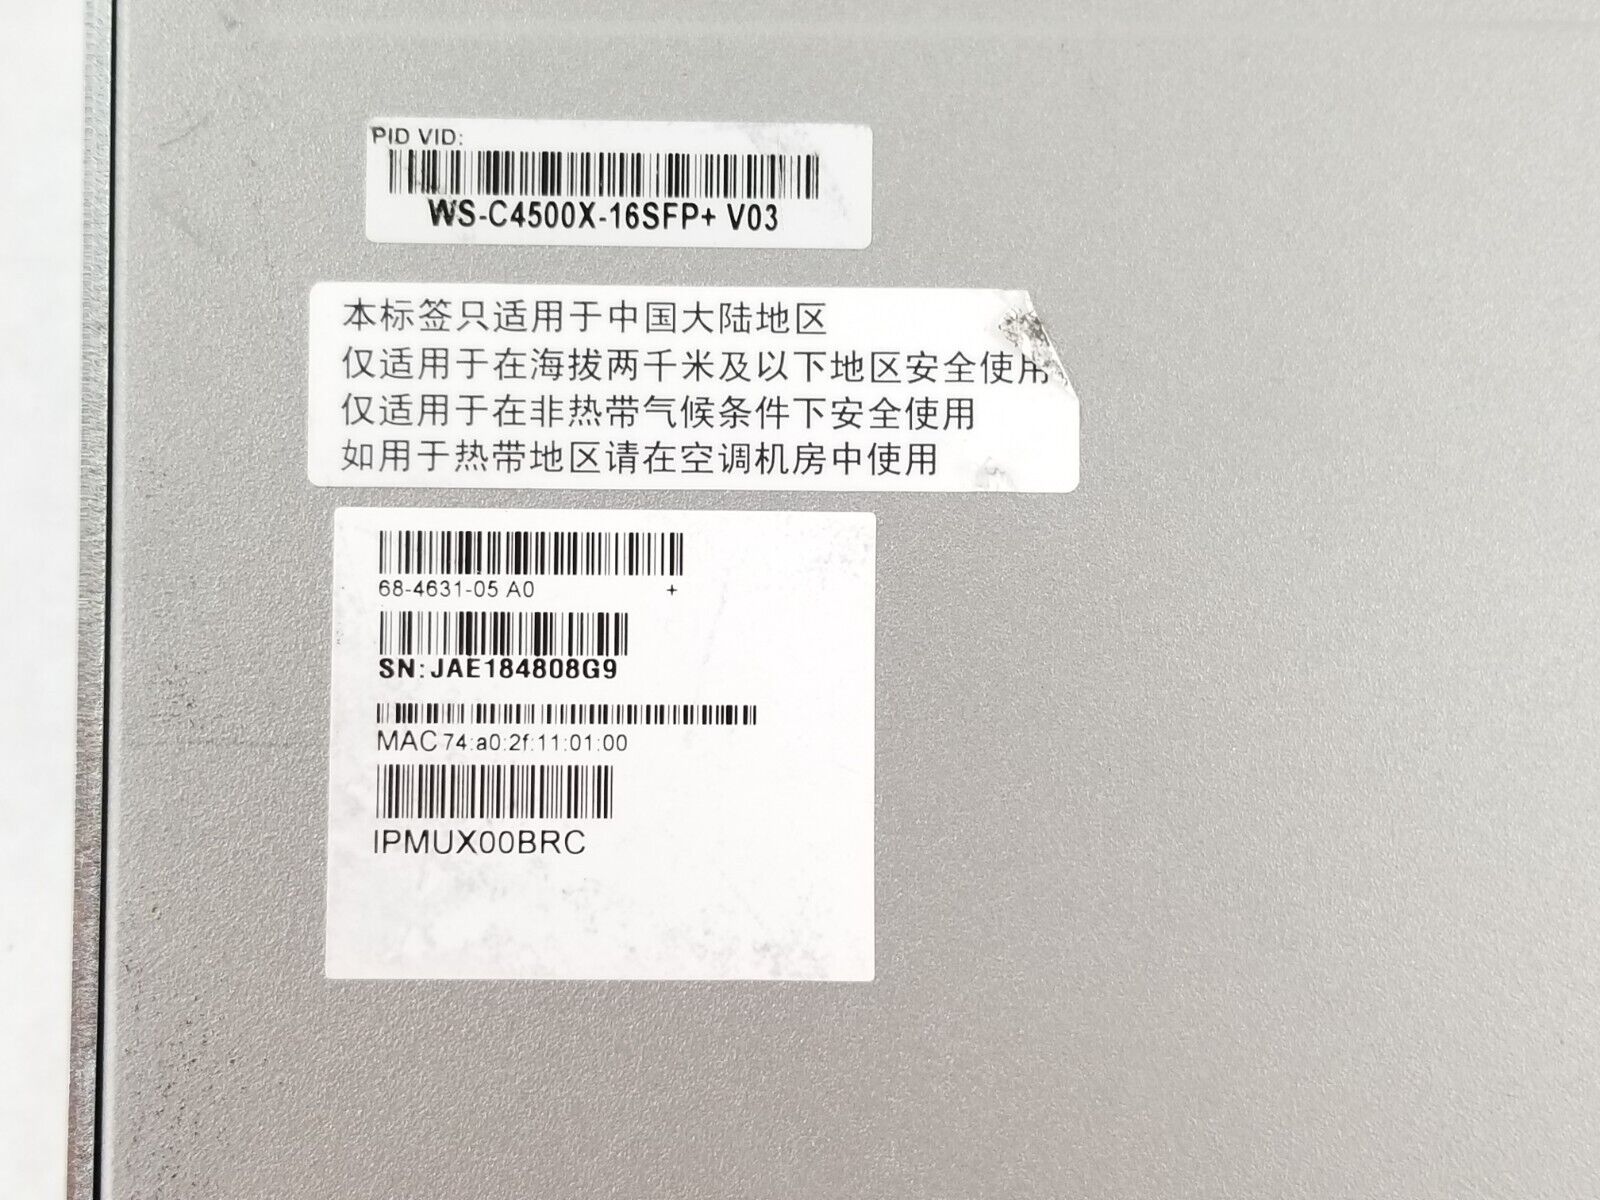 PID VID:
WS-C4500X-16SFP+ V03
本标签只适用于中国大陆地区
仅适用于在海拔两千米及以下地区安全使用
仅适用于在非热带气候条件下安全使用
如用于热带地区请在空调机房中使用
68-4631-05 A0 +
SN:JAE184808G9
MAC 74:a0:2f:11:01:00
IPMUX00BRC